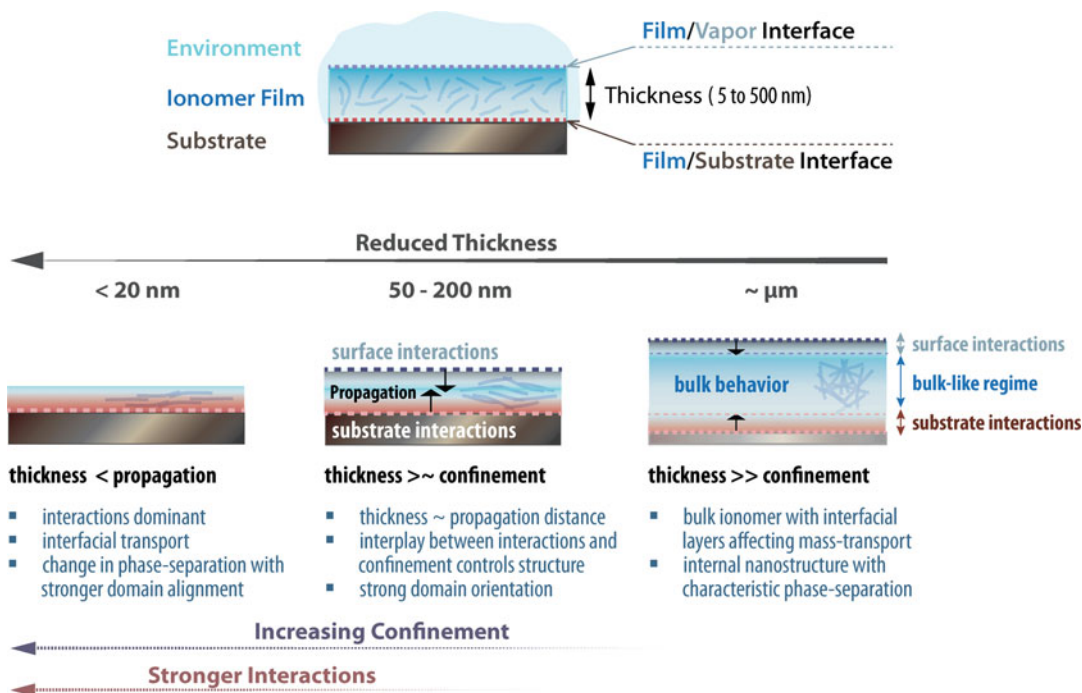 Film/Vapor Interface
Environment
Ionomer Film
Thickness ( 5 to 500 nm)
Substrate
Film/Substrate Interface
Reduced Thickness
< 20 nm
50 - 200 nm
~ μm
surface interactions
Propagation
substrate interactions
bulk behavior
surface interactions
bulk-like regime
substrate interactions
thickness < propagation
▪ interactions dominant
▪ interfacial transport
▪ change in phase-separation with
stronger domain alignment
thickness >~ confinement
▪ thickness ~ propagation distance
▪ interplay between interactions and
confinement controls structure
▪ strong domain orientation
thickness >> confinement
▪ bulk ionomer with interfacial
layers affecting mass-transport
▪ internal nanostructure with
characteristic phase-separation
Increasing Confinement
Stronger Interactions